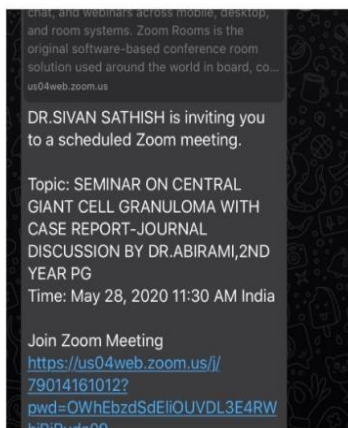 chat, and webinars across mobile, desktop,
and room systems. Zoom Rooms is the
original software-based conference room
solution used around the world in board, co...
us04web.zoom.us
DR.SIVAN SATHISH is inviting you
to a scheduled Zoom meeting.
Topic: SEMINAR ON CENTRAL
GIANT CELL GRANULOMA WITH
CASE REPORT-JOURNAL
DISCUSSION BY DR.ABIRAMI,2ND
YEAR PG
Time: May 28, 2020 11:30 AM India
Join Zoom Meeting
https://us04web.zoom.us/j/
79014161012?
pwd=OWhEbzdSdEliOUVDL3E4RW